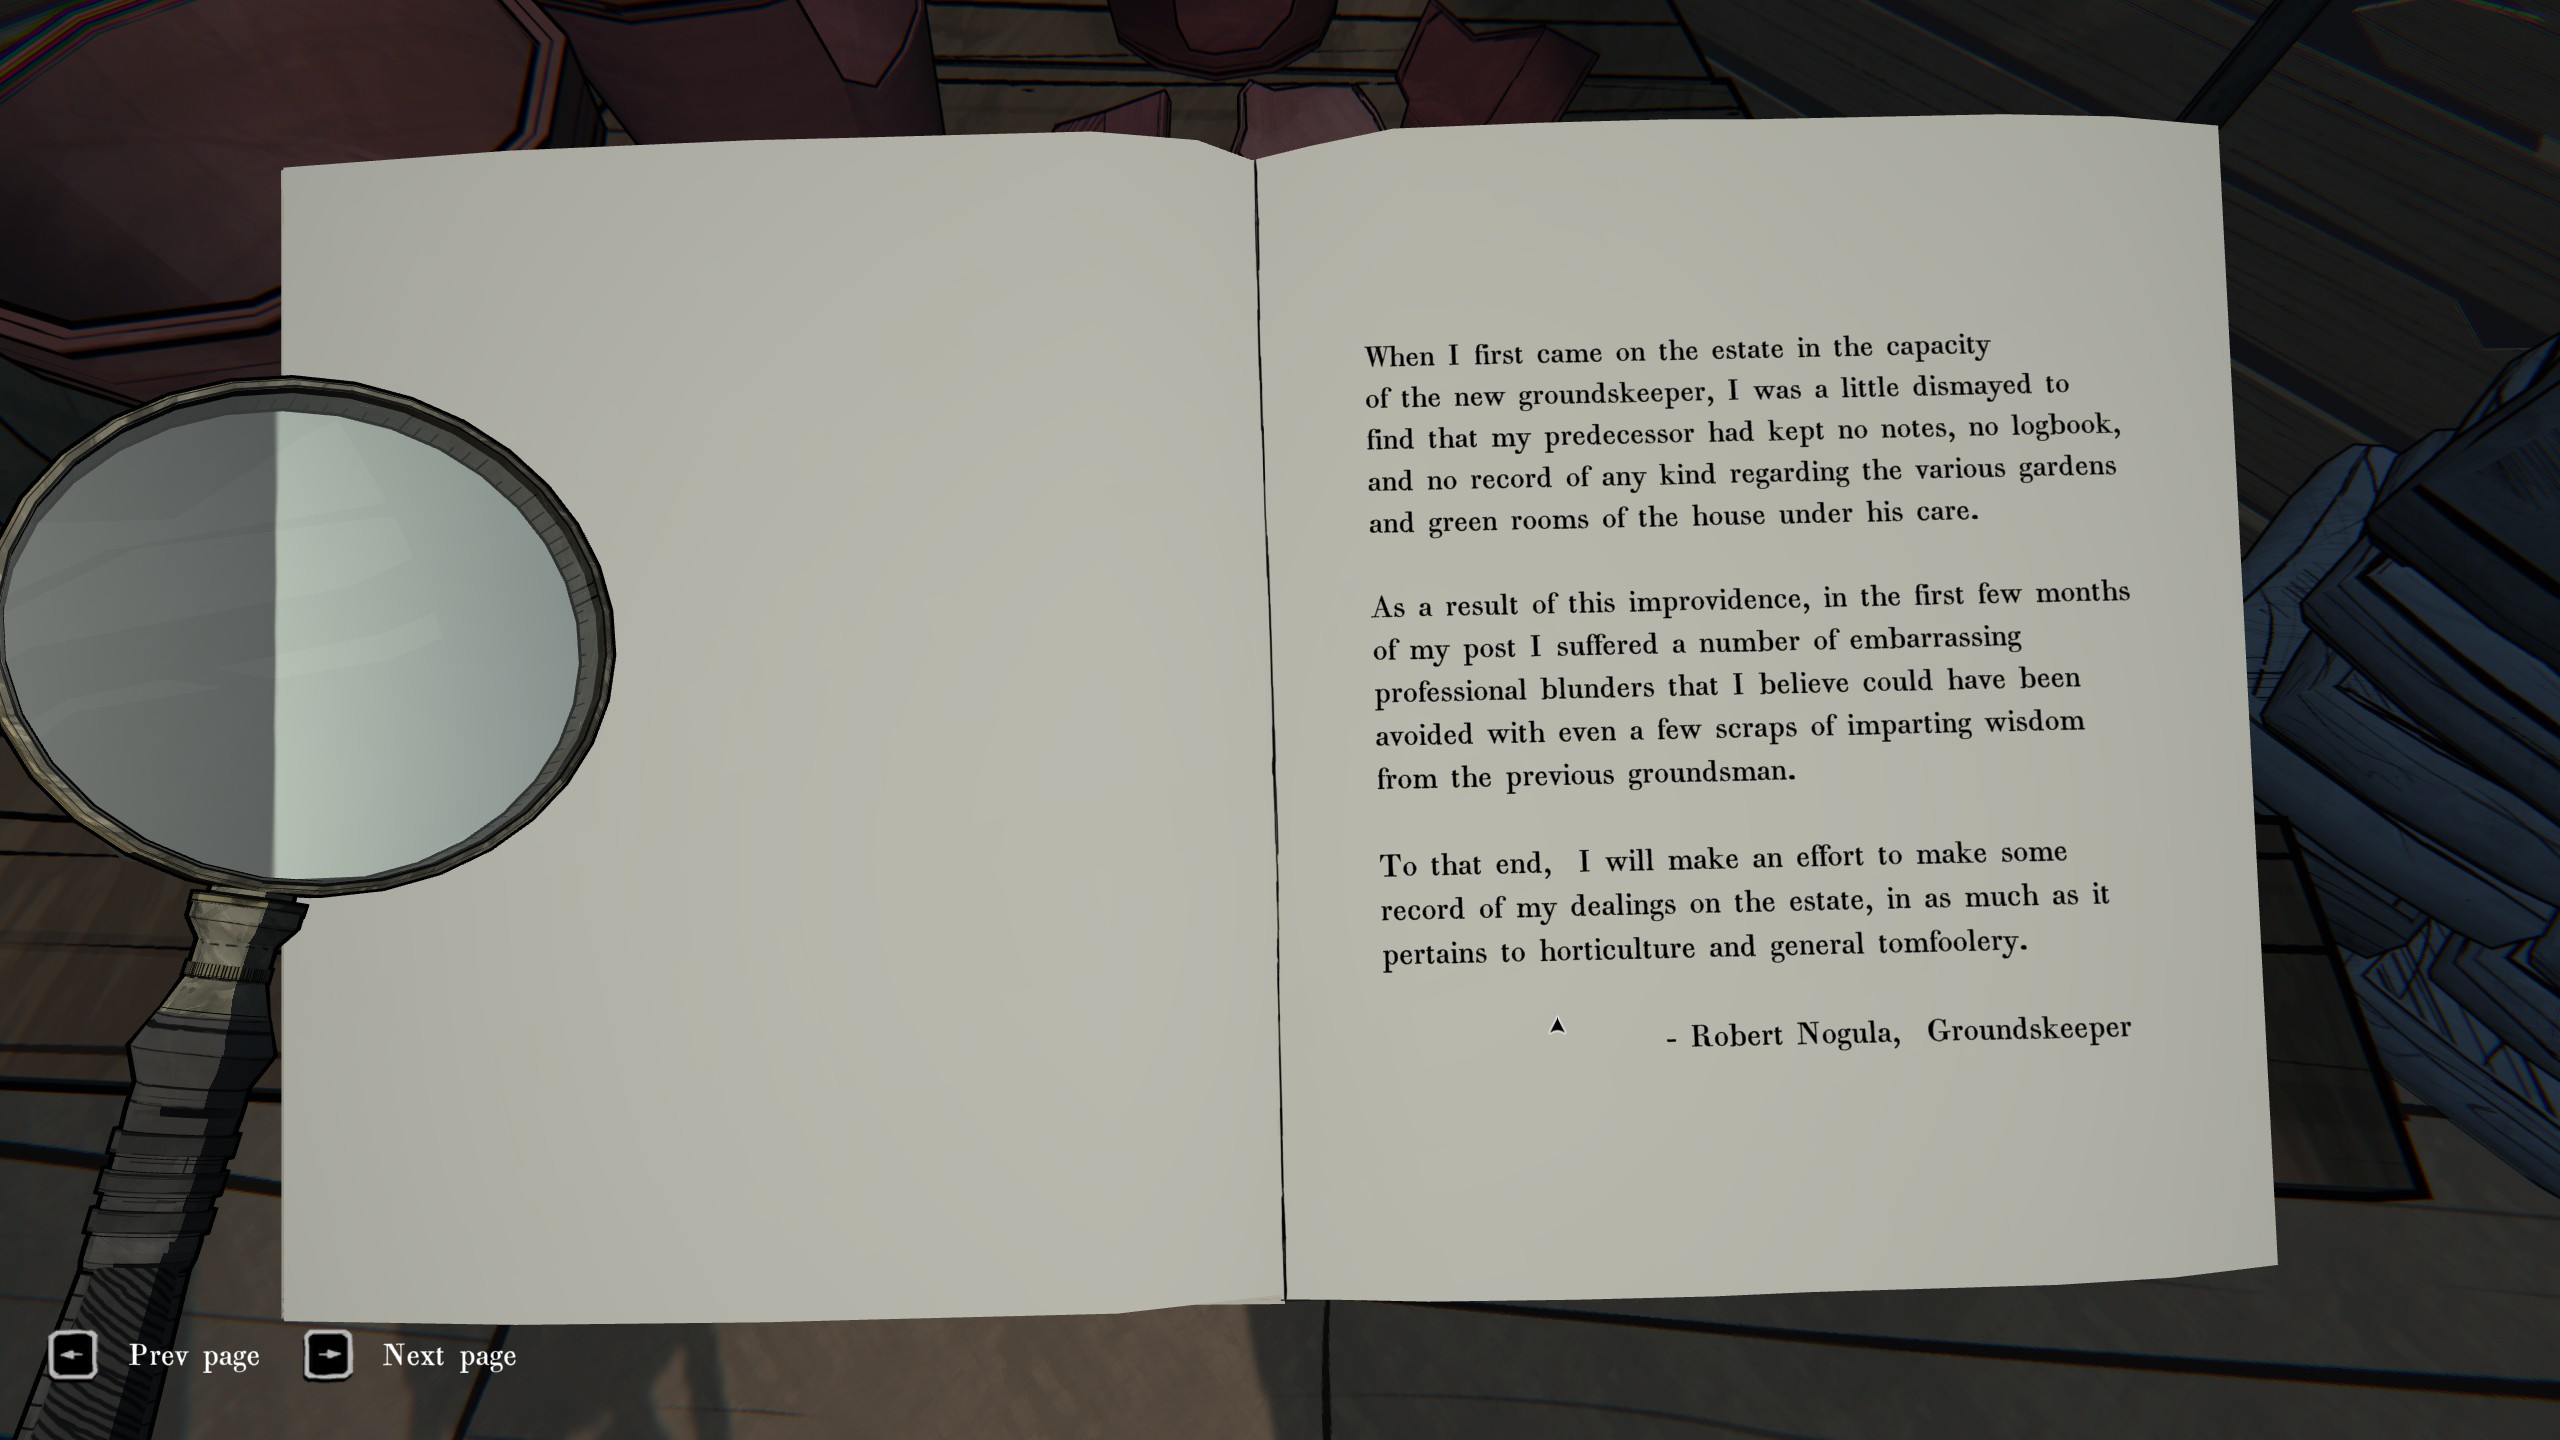 When I first came on the estate in the capacity
of the new groundskeeper, I was a little dismayed to
find that my predecessor had kept no notes, no logbook,
and no record of any kind regarding the various gardens
and green rooms of the house under his care.
As a result of this improvidence, in the first few months
of my post I suffered a number of embarrassing
professional blunders that I believe could have been
avoided with even a few scraps of imparting wisdom
from the previous groundsman.
To that end, I will make an effort to make some
record of my dealings on the estate, in as much as it
pertains to horticulture and general tomfoolery.
- Robert Nogula, Groundskeeper
Prev page
Next page